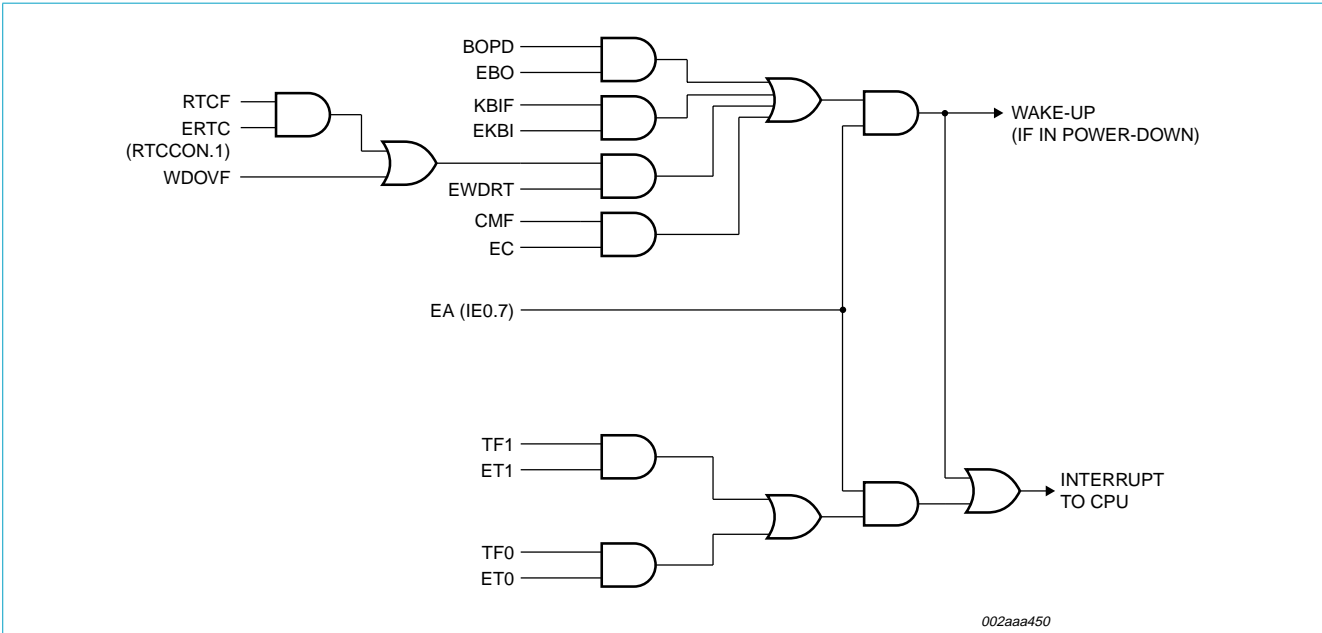 BOPD
EBO
RTCF
ERTC
(RTCCON.1)
WDOVF
KBIF
EKBI
EWDRT
CMF
EC
WAKE-UP
(IF IN POWER-DOWN)
EA (IE0.7)
TF1
ET1
TF0
ET0
INTERRUPT
TO CPU
002aaa450